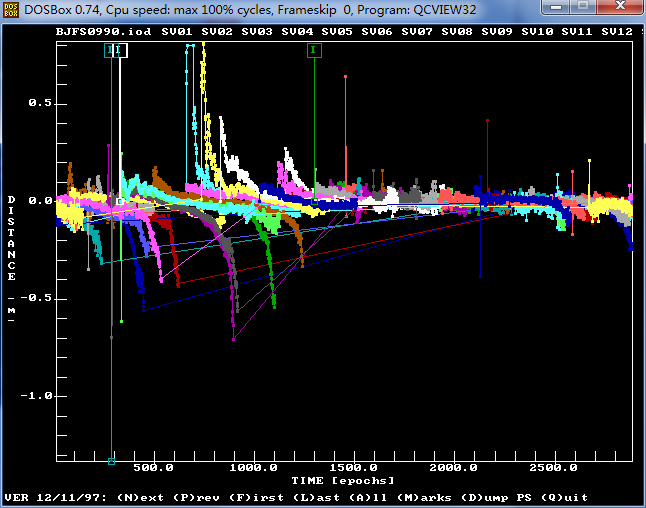 DOS
BOX
DOSBox 0.74, Cpu speed: max 100% cycles, Frameskip 0, Program: QCVIEW32
BJFS0990.iod SV01 SV02 SV03 SV04 SV05 SV06 SV07 SV08 SV09 SV10 SV11 SV12
I I I
0.5
0.0
-0.5
-1.0
DISTANCE -M-
500.0 1000.0 1500.0 2000.0 2500.0
TIME [epochs]
VER 12/11/97: (N)ext (P)rev (F)irst (L)ast (A)ll (M)arks (D)ump PS (Q)uit